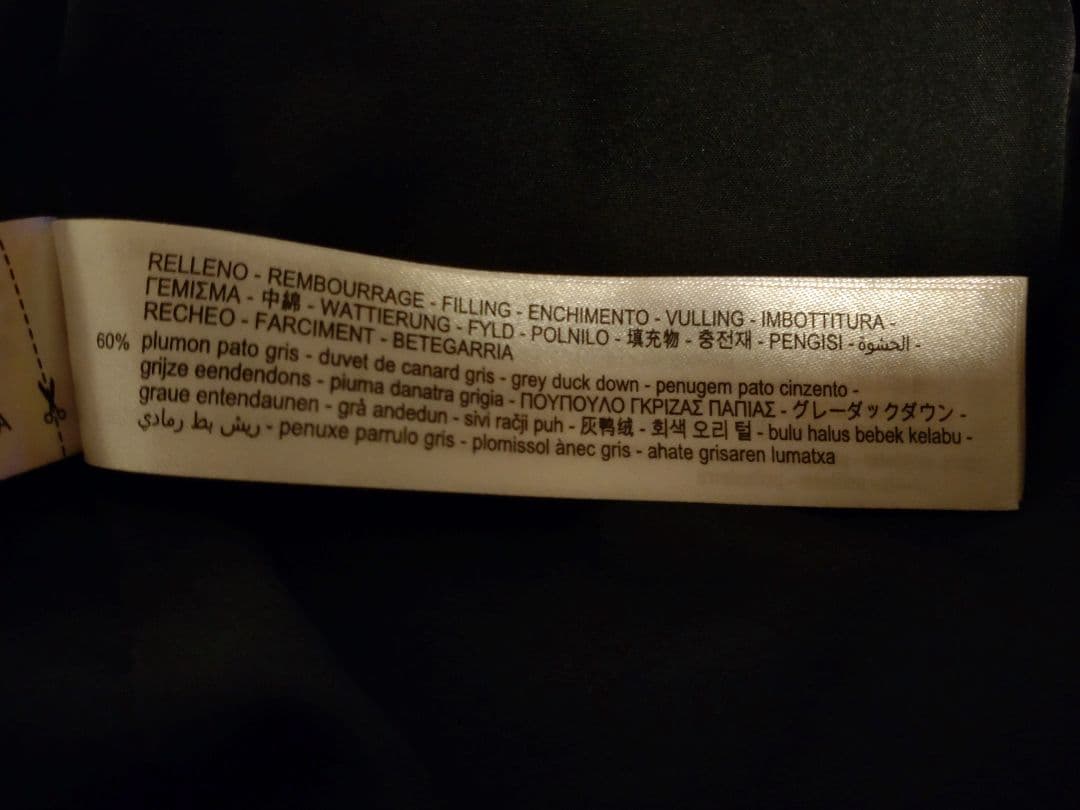 RELLENO - REMBOURRAGE - FILLING - ENCHIMENTO - VULLING - IMBOTTITURA -
ΓΕΜΙΣΜΑ - 中綿 - WATTIERUNG - FYLD - POLNILO - 填充物 - 충전재 - PENGISI - الحشوة -
RECHEO - FARCIMENT - BETEGARRIA
60% plumon pato gris - duvet de canard gris - grey duck down - penugem pato cinzento -
grijze eendendons - piuma danatra grigia - ΠΟΥΠΟΥΛΟ ΓΚΡΙΖΑΣ ΠΑΠΙΑΣ - グレーダックダウン -
graue entendaunen - grå andedun - sivi račji puh - 灰鸭绒 - 회색 오리 털 - bulu halus bebek kelabu -
ريش بط رمادي - penuxe parrulo gris - plomissol ànec gris - ahate grisaren lumatxa